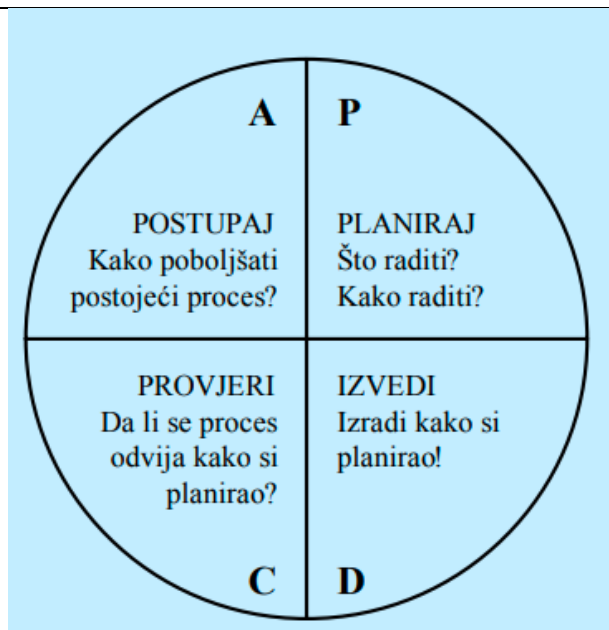 A
POSTUPAJ
Kako poboljšati
postojeći proces?
P
PLANIRAJ
Što raditi?
Kako raditi?
PROVJERI
Da li se proces
odvija kako si
planirao?
C
IZVEDI
Izradi kako si
planirao!
D